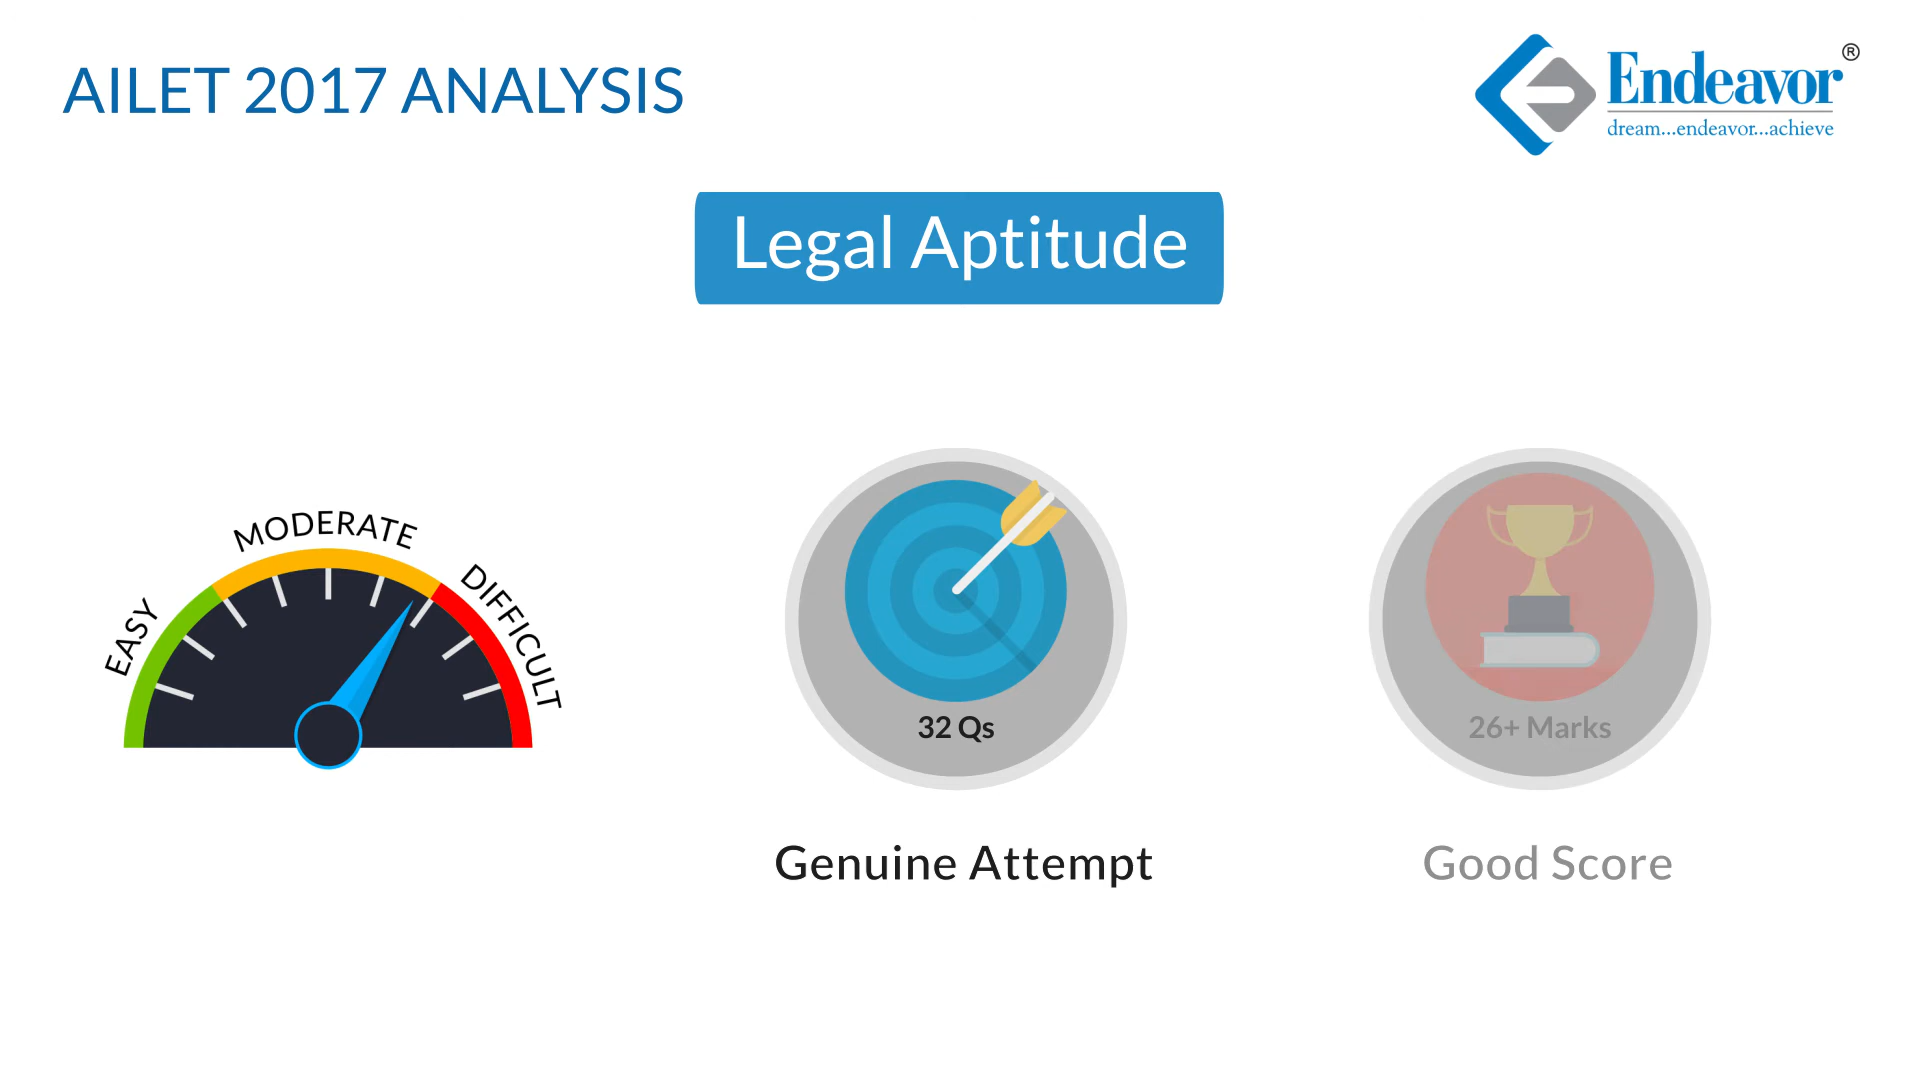 AILET 2017 ANALYSIS
Endeavor®
dream...endeavor...achieve
Legal Aptitude
EASY
MODERATE
DIFFICULT
32 Qs
Genuine Attempt
26+ Marks
Good Score